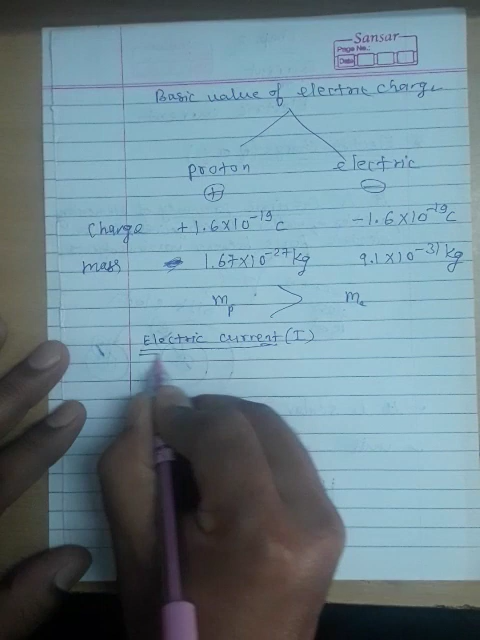 Sansar
Page No.:
Date
Basic value of electric charge
proton electric
+ −
Charge +1.6×10⁻¹⁹c −1.6×10⁻¹⁹c
mass 1.67×10⁻²⁷kg 9.1×10⁻³¹kg
mₚ > mₑ
Electric current (I)